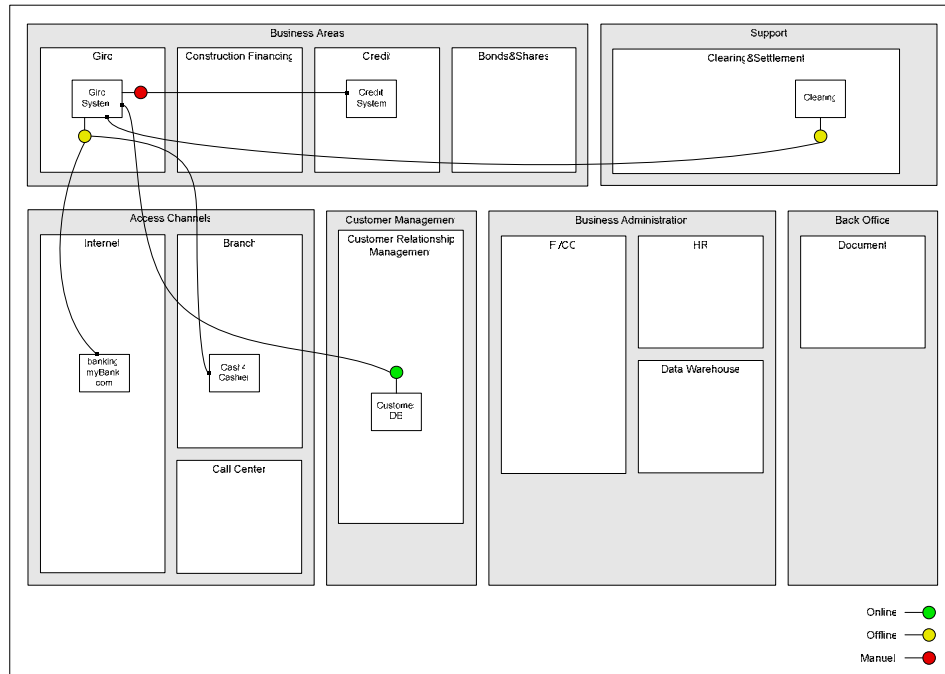 Business Areas
Support
Giro
Construction Financing
Credit
Bonds&Shares
Clearing&Settlement
Giro
System
Credit
System
Clearing
Access Channels
Customer Management
Business Administration
Back Office
Internet
Branch
Customer Relationship
Management
HR
Document
banking
myBank
com
Cash 4
Cashier
Data Warehouse
Customer
DB
Call Center
Online
Offline
Manuel